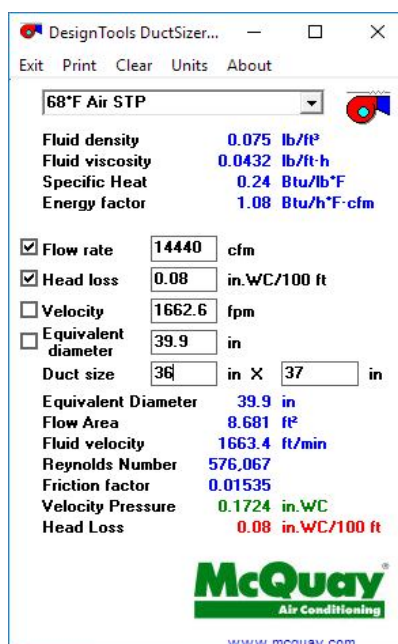 DesignTools DuctSizer...
Exit Print Clear Units About
68°F Air STP
Fluid density 0.075 lb/ft³
Fluid viscosity 0.0432 lb/ft·h
Specific Heat 0.24 Btu/lb°F
Energy factor 1.08 Btu/h°F·cfm
Flow rate 14440 cfm
Head loss 0.08 in.WC/100 ft
Velocity 1662.6 fpm
Equivalent
diameter 39.9 in
Duct size 36 in X 37 in
Equivalent Diameter 39.9 in
Flow Area 8.681 ft²
Fluid velocity 1663.4 ft/min
Reynolds Number 576,067
Friction factor 0.01535
Velocity Pressure 0.1724 in.WC
Head Loss 0.08 in.WC/100 ft
McQuay®
Air Conditioning
www.mcquay.com